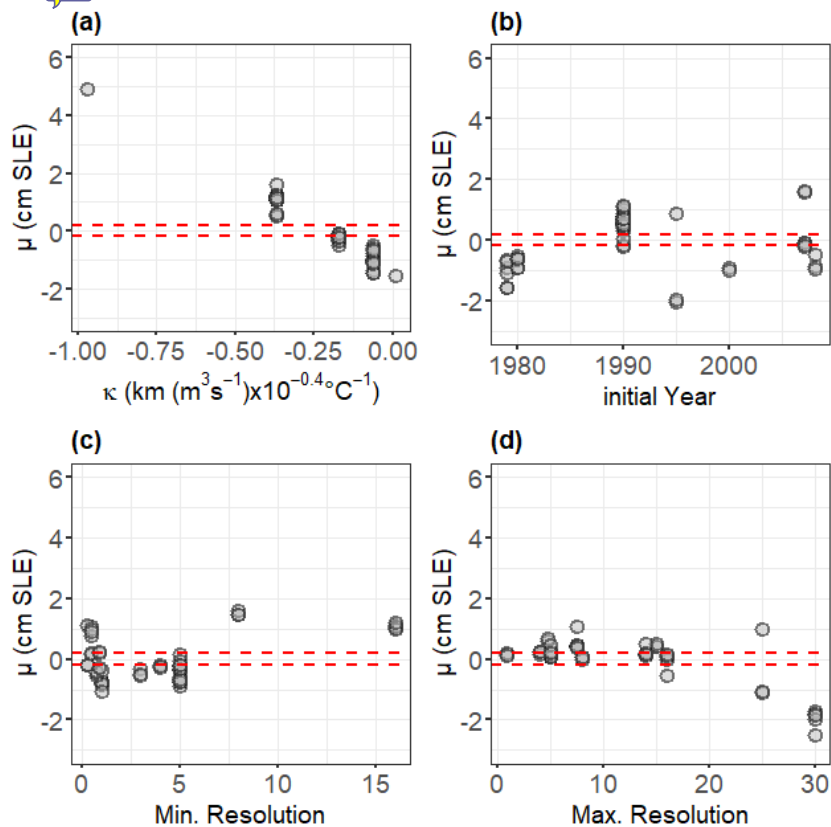 (a)
(b)
6
4
2
0
-2
μ (cm SLE)
-1.00 -0.75 -0.50 -0.25 0.00
κ (km (m³s⁻¹)x10⁻⁰·⁴°C⁻¹)
6
4
2
0
-2
μ (cm SLE)
1980 1990 2000
initial Year
(c)
(d)
6
4
2
0
-2
μ (cm SLE)
0 5 10 15
Min. Resolution
6
4
2
0
-2
μ (cm SLE)
0 10 20 30
Max. Resolution